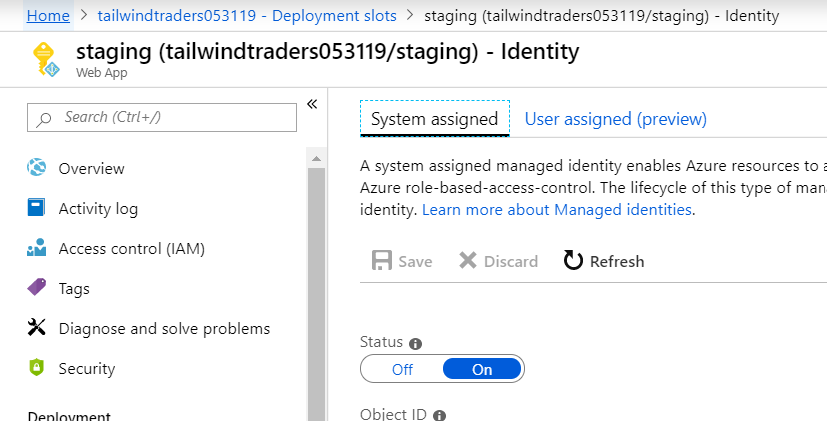 Home > tailwindtraders053119 - Deployment slots > staging (tailwindtraders053119/staging) - Identity
staging (tailwindtraders053119/staging) - Identity
Web App
Search (Ctrl+/)
Overview
Activity log
Access control (IAM)
Tags
Diagnose and solve problems
Security
Deployment
System assigned
User assigned (preview)
A system assigned managed identity enables Azure resources to a
Azure role-based-access-control. The lifecycle of this type of man
identity. Learn more about Managed identities.
Save Discard Refresh
Status
Off On
Object ID